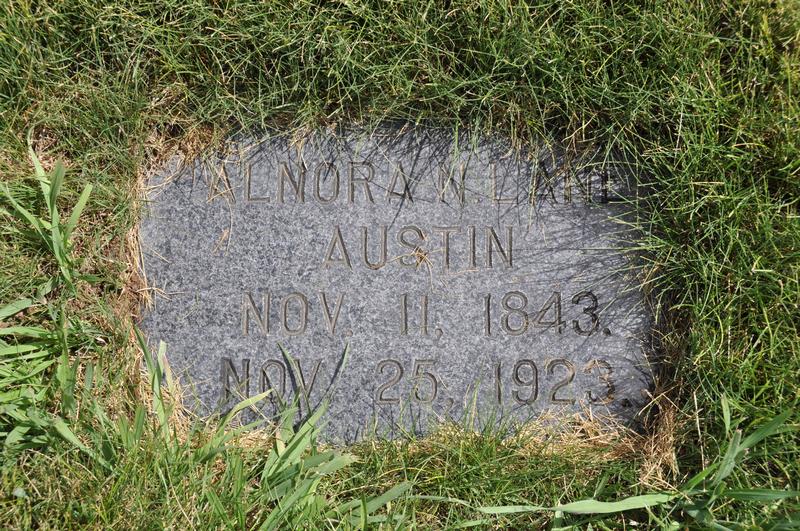 ALNORA N. LANE
AUSTIN
NOV. 11, 1843.
NOV. 25, 1923.